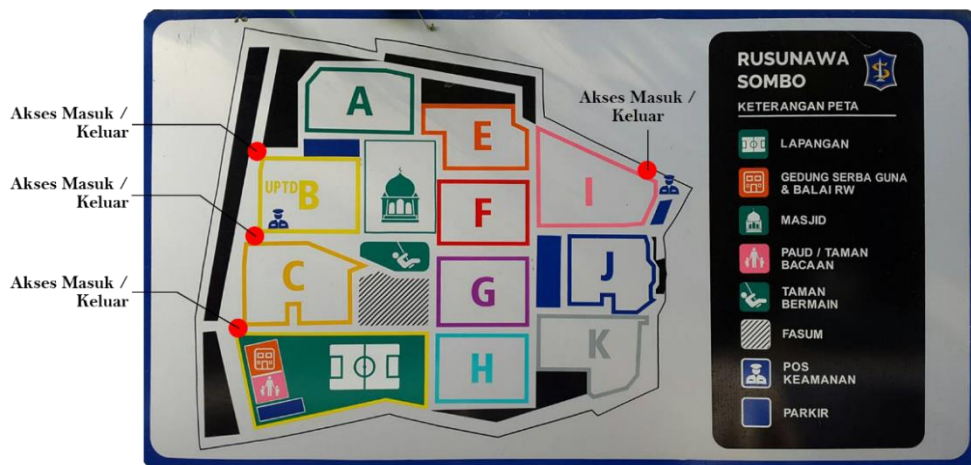 Akses Masuk /
Keluar
Akses Masuk /
Keluar
Akses Masuk /
Keluar
Akses Masuk /
Keluar
A
E
UPTD B
I
F
C
G
J
H
K
RUSUNAWA
SOMBO
KETERANGAN PETA
LAPANGAN
GEDUNG SERBA GUNA
& BALAI RW
MASJID
PAUD / TAMAN
BACAAN
TAMAN
BERMAIN
FASUM
POS
KEAMANAN
PARKIR